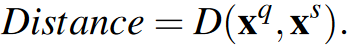 Distance = D(x^q, x^s).